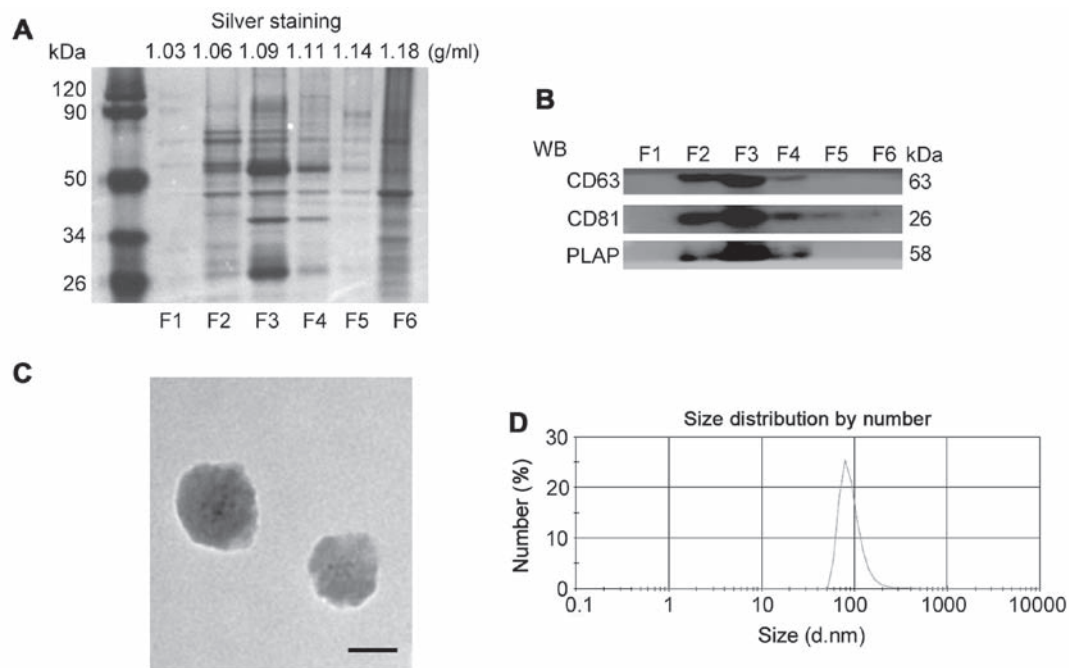 A
Silver staining
kDa 1.03 1.06 1.09 1.11 1.14 1.18 (g/ml)
120
90
50
34
26
F1 F2 F3 F4 F5 F6
B
WB F1 F2 F3 F4 F5 F6 kDa
CD63 63
CD81 26
PLAP 58
C
D
Size distribution by number
Number (%)
30
20
10
0
0.1 1 10 100 1000 10000
Size (d.nm)